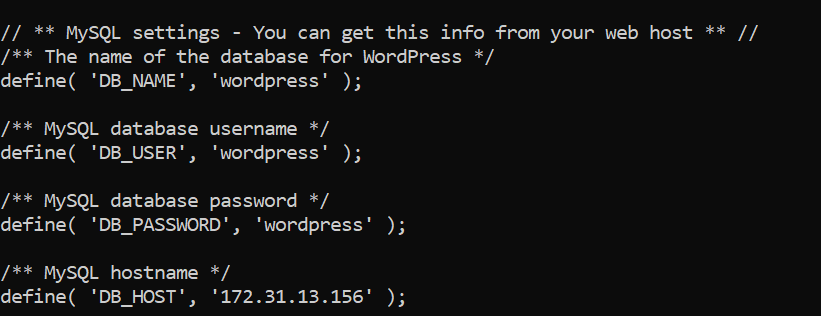 // ** MySQL settings - You can get this info from your web host ** //
/** The name of the database for WordPress */
define( 'DB_NAME', 'wordpress' );
/** MySQL database username */
define( 'DB_USER', 'wordpress' );
/** MySQL database password */
define( 'DB_PASSWORD', 'wordpress' );
/** MySQL hostname */
define( 'DB_HOST', '172.31.13.156' );